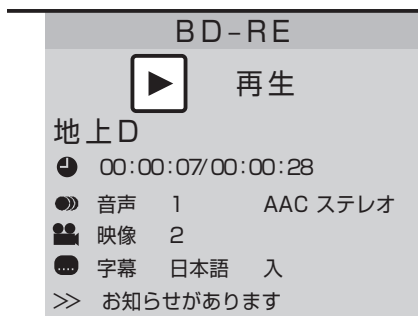 BD-RE
再生
地上D
00:00:07/00:00:28
音声 1 AAC ステレオ
映像 2
字幕 日本語 入
>> お知らせがあります